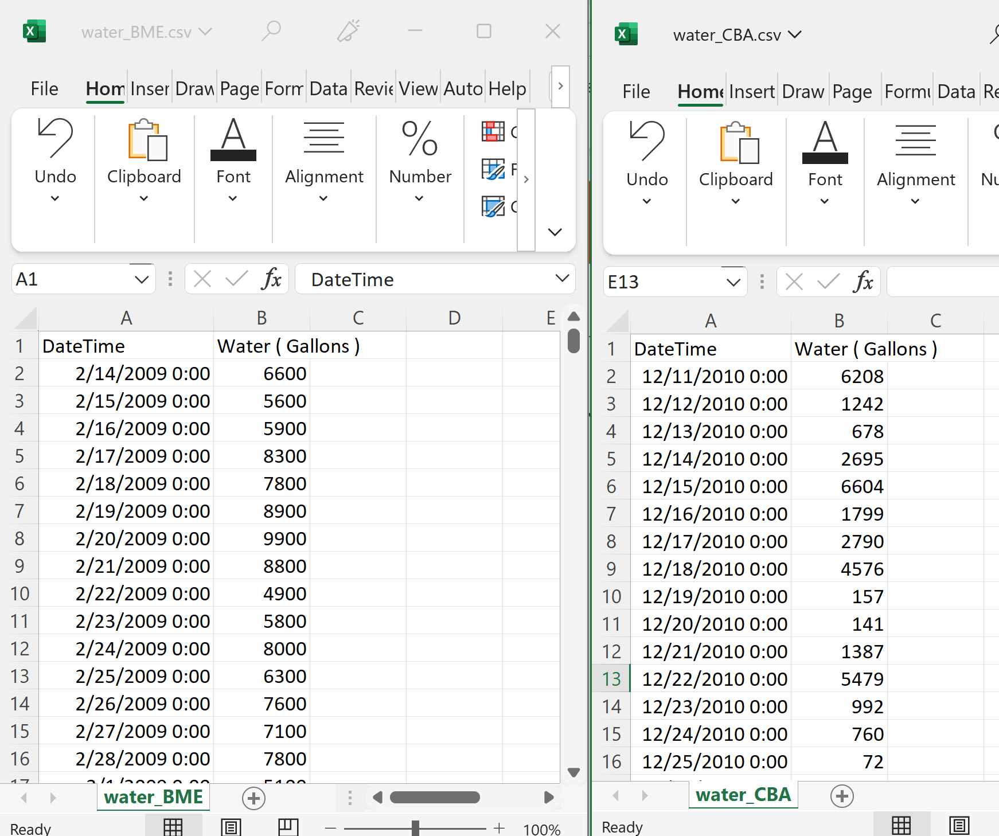 water_BME.csv
File Hom Inser Draw Page Form Data Revie View Auto Help
Undo Clipboard Font Alignment Number
A1 fx DateTime
A B C D E
1 DateTime Water ( Gallons )
2 2/14/2009 0:00 6600
3 2/15/2009 0:00 5600
4 2/16/2009 0:00 5900
5 2/17/2009 0:00 8300
6 2/18/2009 0:00 7800
7 2/19/2009 0:00 8900
8 2/20/2009 0:00 9900
9 2/21/2009 0:00 8800
10 2/22/2009 0:00 4900
11 2/23/2009 0:00 5800
12 2/24/2009 0:00 8000
13 2/25/2009 0:00 6300
14 2/26/2009 0:00 7600
15 2/27/2009 0:00 7100
16 2/28/2009 0:00 7800
water_BME
Ready 100%
water_CBA.csv
File Home Insert Draw Page Formu Data Re
Undo Clipboard Font Alignment Nu
E13 fx
A B C
1 DateTime Water ( Gallons )
2 12/11/2010 0:00 6208
3 12/12/2010 0:00 1242
4 12/13/2010 0:00 678
5 12/14/2010 0:00 2695
6 12/15/2010 0:00 6604
7 12/16/2010 0:00 1799
8 12/17/2010 0:00 2790
9 12/18/2010 0:00 4576
10 12/19/2010 0:00 157
11 12/20/2010 0:00 141
12 12/21/2010 0:00 1387
13 12/22/2010 0:00 5479
14 12/23/2010 0:00 992
15 12/24/2010 0:00 760
16 12/25/2010 0:00 72
water_CBA
Ready